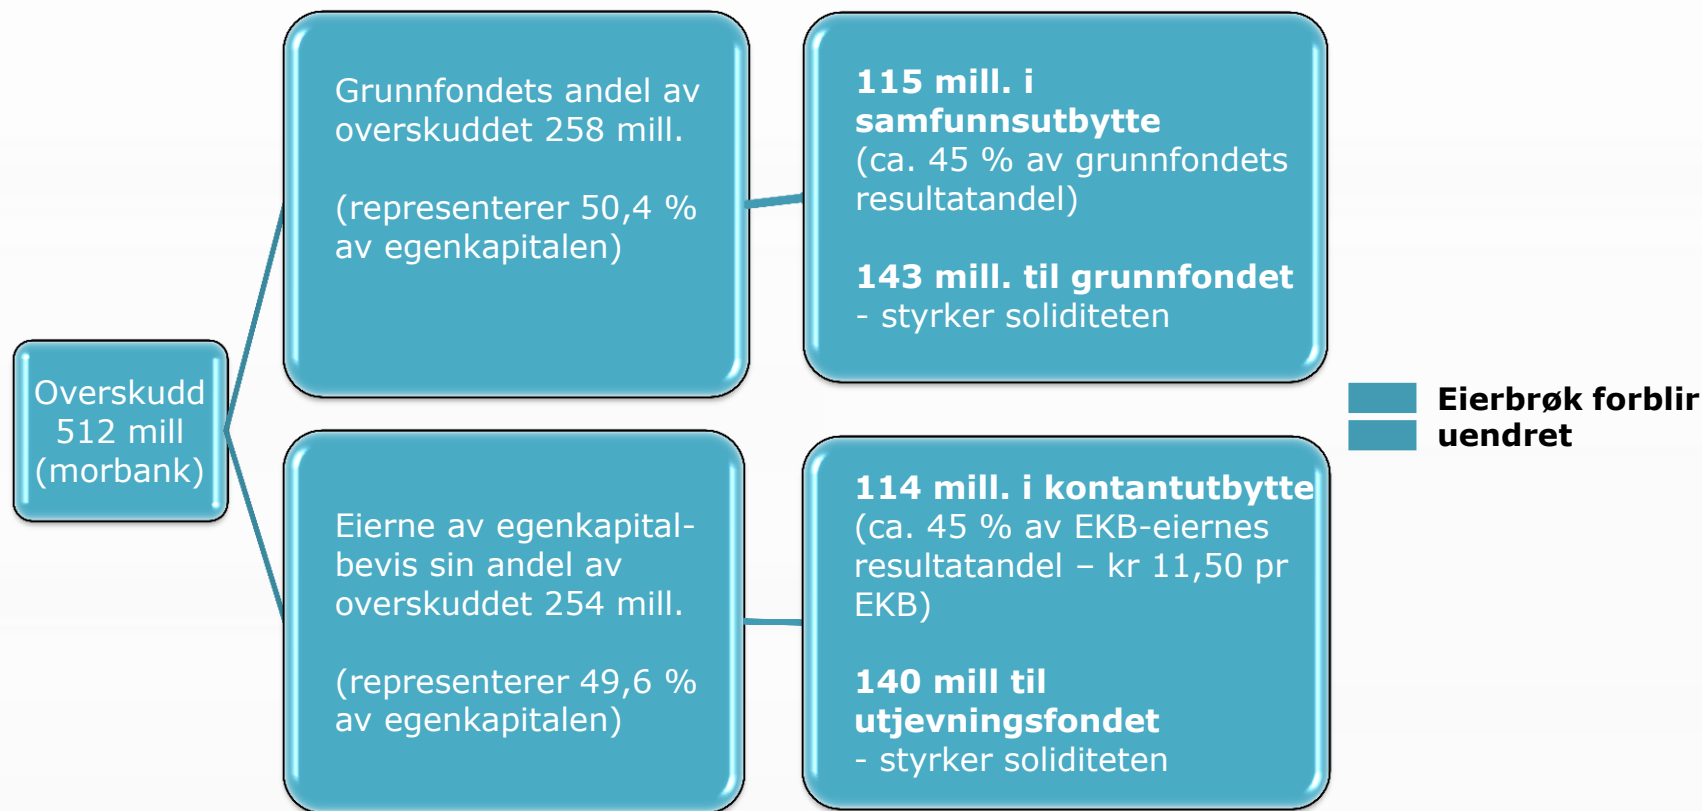 Overskudd
512 mill
(morbank)
Grunnfondets andel av
overskuddet 258 mill.
(representerer 50,4 %
av egenkapitalen)
115 mill. i
samfunnsutbytte
(ca. 45 % av grunnfondets
resultatandel)
143 mill. til grunnfondet
- styrker soliditeten
Eierne av egenkapital-
bevis sin andel av
overskuddet 254 mill.
(representerer 49,6 %
av egenkapitalen)
114 mill. i kontantutbytte
(ca. 45 % av EKB-eiernes
resultatandel – kr 11,50 pr
EKB)
140 mill til
utjevningsfondet
- styrker soliditeten
Eierbrøk forblir
uendret